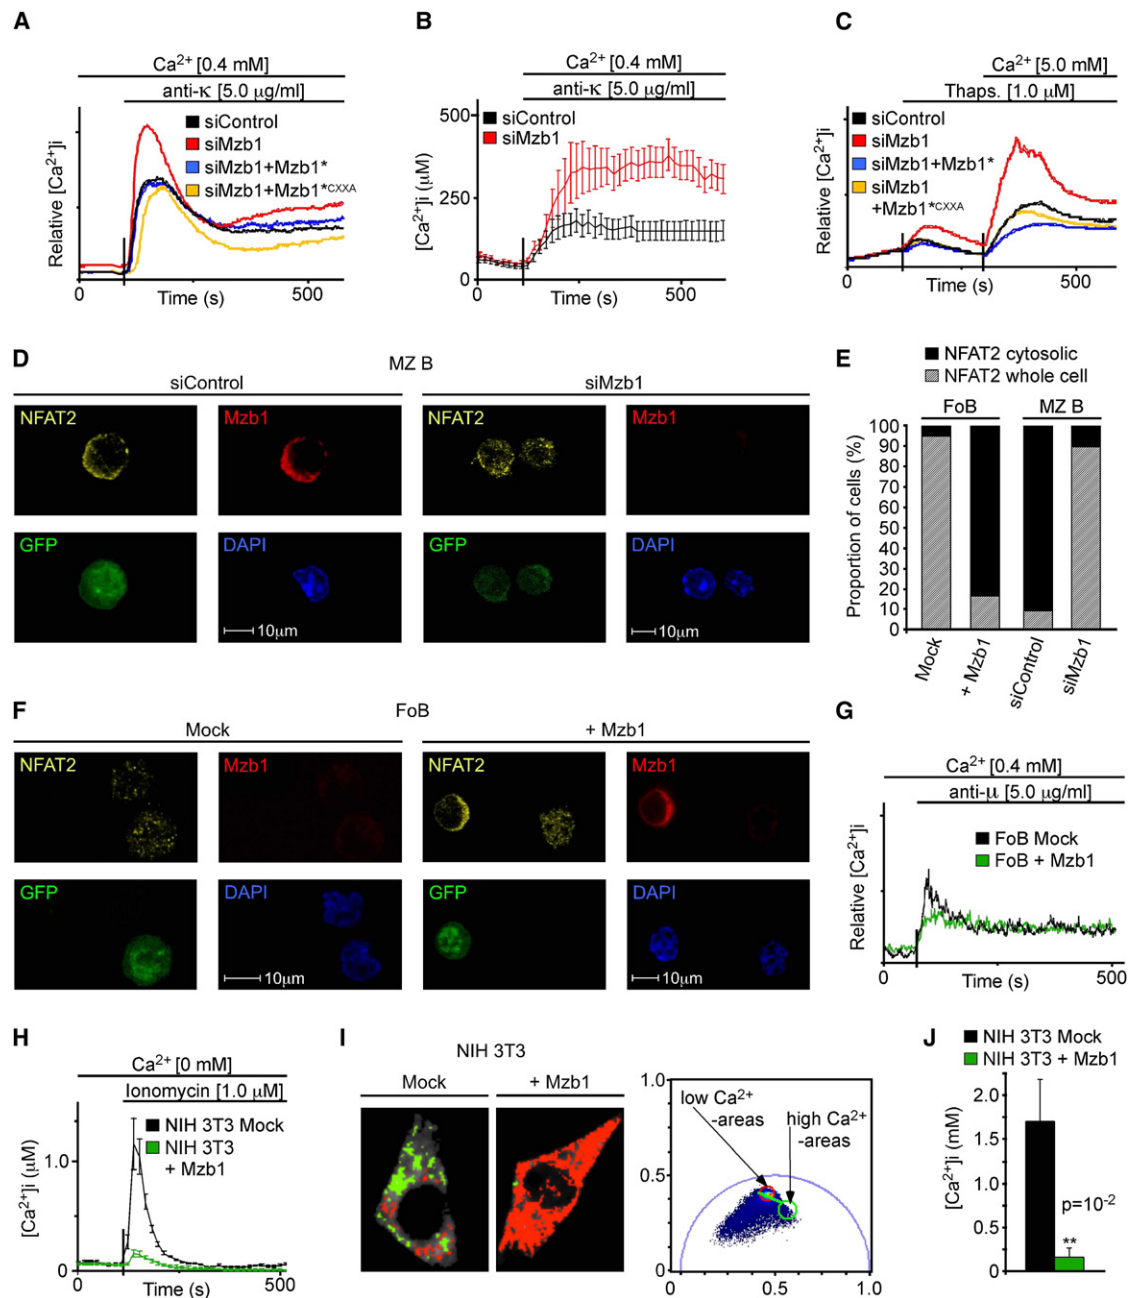 A
Ca2+ [0.4 mM]
anti-κ [5.0 μg/ml]
siControl
siMzb1
siMzb1+Mzb1*
siMzb1+Mzb1*CXXA
Relative [Ca2+]i
0
500
Time (s)
B
Ca2+ [0.4 mM]
anti-κ [5.0 μg/ml]
siControl
siMzb1
[Ca2+]i (μM)
500
250
0
0
500
Time (s)
C
Ca2+ [5.0 mM]
Thaps. [1.0 μM]
siControl
siMzb1
siMzb1+Mzb1*
siMzb1
+Mzb1*CXXA
Relative [Ca2+]i
0
500
Time (s)
D
MZ B
siControl
siMzb1
NFAT2
Mzb1
NFAT2
Mzb1
GFP
DAPI
GFP
DAPI
10μm
10μm
E
NFAT2 cytosolic
NFAT2 whole cell
FoB
MZ B
Proportion of cells (%)
100
90
80
70
60
50
40
30
20
10
0
Mock
+ Mzb1
siControl
siMzb1
F
FoB
Mock
+ Mzb1
NFAT2
Mzb1
NFAT2
Mzb1
GFP
DAPI
GFP
DAPI
10μm
10μm
G
Ca2+ [0.4 mM]
anti-μ [5.0 μg/ml]
FoB Mock
FoB + Mzb1
Relative [Ca2+]i
0
500
Time (s)
H
Ca2+ [0 mM]
Ionomycin [1.0 μM]
NIH 3T3 Mock
NIH 3T3
+ Mzb1
[Ca2+]i (μM)
1.0
0
0
500
Time (s)
I
NIH 3T3
Mock
+ Mzb1
1.0
0.5
0
low Ca2+
-areas
high Ca2+
-areas
0
0.5
1.0
J
NIH 3T3 Mock
NIH 3T3 + Mzb1
[Ca2+]i (mM)
2.0
1.5
1.0
0.5
0
p=10-2
**